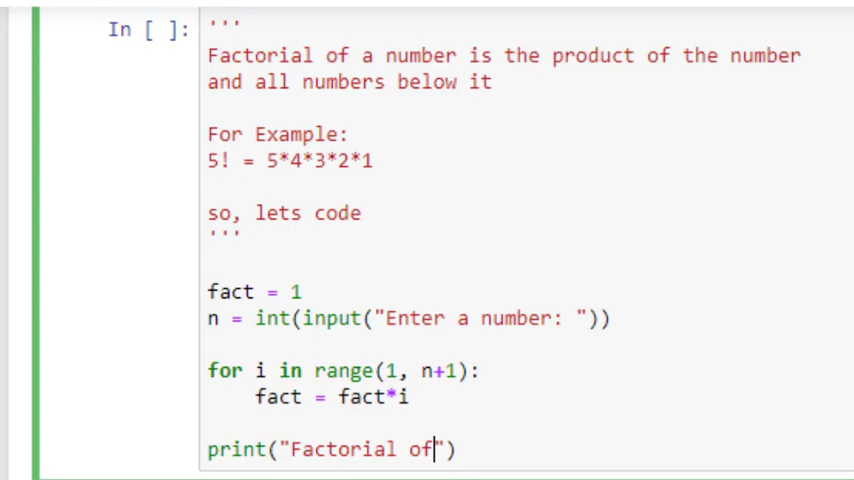 In [ ]:
'''
Factorial of a number is the product of the number
and all numbers below it
For Example:
5! = 5*4*3*2*1
so, lets code
'''
fact = 1
n = int(input("Enter a number: "))
for i in range(1, n+1):
    fact = fact*i
print("Factorial of")